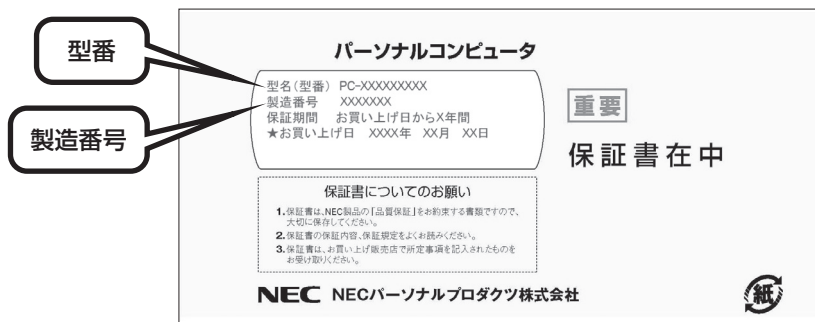 型番
製造番号
パーソナルコンピュータ
型名(型番) PC-XXXXXXXXX
製造番号 XXXXXXX
保証期間 お買い上げ日からX年間
★お買い上げ日 XXXX年 XX月 XX日
重要
保証書在中
保証書についてのお願い
1.保証書は、NEC製品の「品質保証」をお約束する書類ですので、
大切に保存してください。
2.保証書の保証内容、保証規定をよくお読みください。
3.保証書は、お買い上げ販売店で所定事項を記入されたものを
お受け取りください。
NEC NECパーソナルプロダクツ株式会社
紙